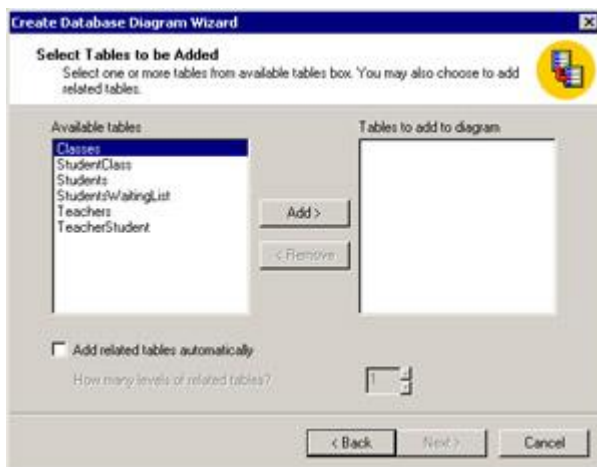 Create Database Diagram Wizard
Select Tables to be Added
Select one or more tables from available tables box. You may also choose to add
related tables.
Available tables
Tables to add to diagram
Classes
StudentClass
Students
StudentsWaitingList
Teachers
TeacherStudent
Add >
< Remove
Add related tables automatically
How many levels of related tables?
1
< Back
Next >
Cancel